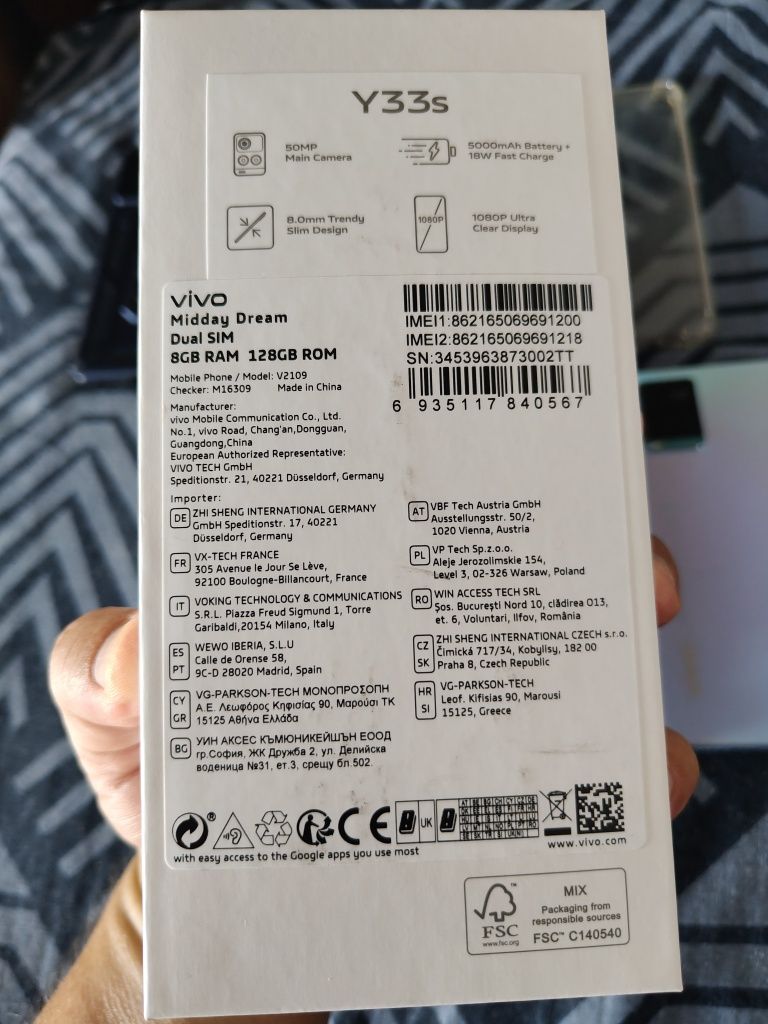 Y33s
50MP
Main Camera
5000mAh Battery +
18W Fast Charge
8.0mm Trendy
Slim Design
1080P
1080P Ultra
Clear Display
vivo
Midday Dream
Dual SIM
8GB RAM 128GB ROM
Mobile Phone / Model: V2109
Checker: M16309 Made in China
IMEI1:862165069691200
IMEI2:862165069691218
SN:3453963873002TT
6 935117 840567
Manufacturer:
vivo Mobile Communication Co., Ltd.
No.1, vivo Road, Chang'an,Dongguan,
Guangdong,China
European Authorized Representative:
VIVO TECH GmbH
Speditionstr. 21, 40221 Düsseldorf, Germany
Importer:
DE ZHI SHENG INTERNATIONAL GERMANY
GmbH Speditionstr. 17, 40221
Düsseldorf, Germany
FR VX-TECH FRANCE
305 Avenue le Jour Se Lève,
92100 Boulogne-Billancourt, France
IT VOKING TECHNOLOGY & COMMUNICATIONS
S.R.L. Piazza Freud Sigmund 1, Torre
Garibaldi,20154 Milano, Italy
ES PT WEWO IBERIA, S.L.U
Calle de Orense 58,
9C-D 28020 Madrid, Spain
CY GR VG-PARKSON-TECH ΜΟΝΟΠΡΟΣΟΠΗ
Α.Ε. Λεωφόρος Κηφισίας 90, Μαρούσι ΤΚ
15125 Αθήνα Ελλάδα
BG УИН АКСЕС КЪМЮНИКЕЙШЪН ЕООД
гр.София, ЖК Дружба 2, ул. Делийска
воденица №31, ет.3, срещу бл.502.
AT VBF Tech Austria GmbH
Ausstellungsstr. 50/2,
1020 Vienna, Austria
PL VP Tech Sp.z.o.o.
Aleje Jerozolimskie 154,
Level 3, 02-326 Warsaw, Poland
RO WIN ACCESS TECH SRL
Șos. București Nord 10, clădirea O13,
et. 6, Voluntari, Ilfov, România
CZ SK ZHI SHENG INTERNATIONAL CZECH s.r.o.
Čimická 717/34, Kobylisy, 182 00
Praha 8, Czech Republic
HR SI VG-PARKSON-TECH
Leof. Kifisias 90, Marousi
15125, Greece
CE UK
www.vivo.com
with easy access to the Google apps you use most
FSC
www.fsc.org
MIX
Packaging from
responsible sources
FSC™ C140540